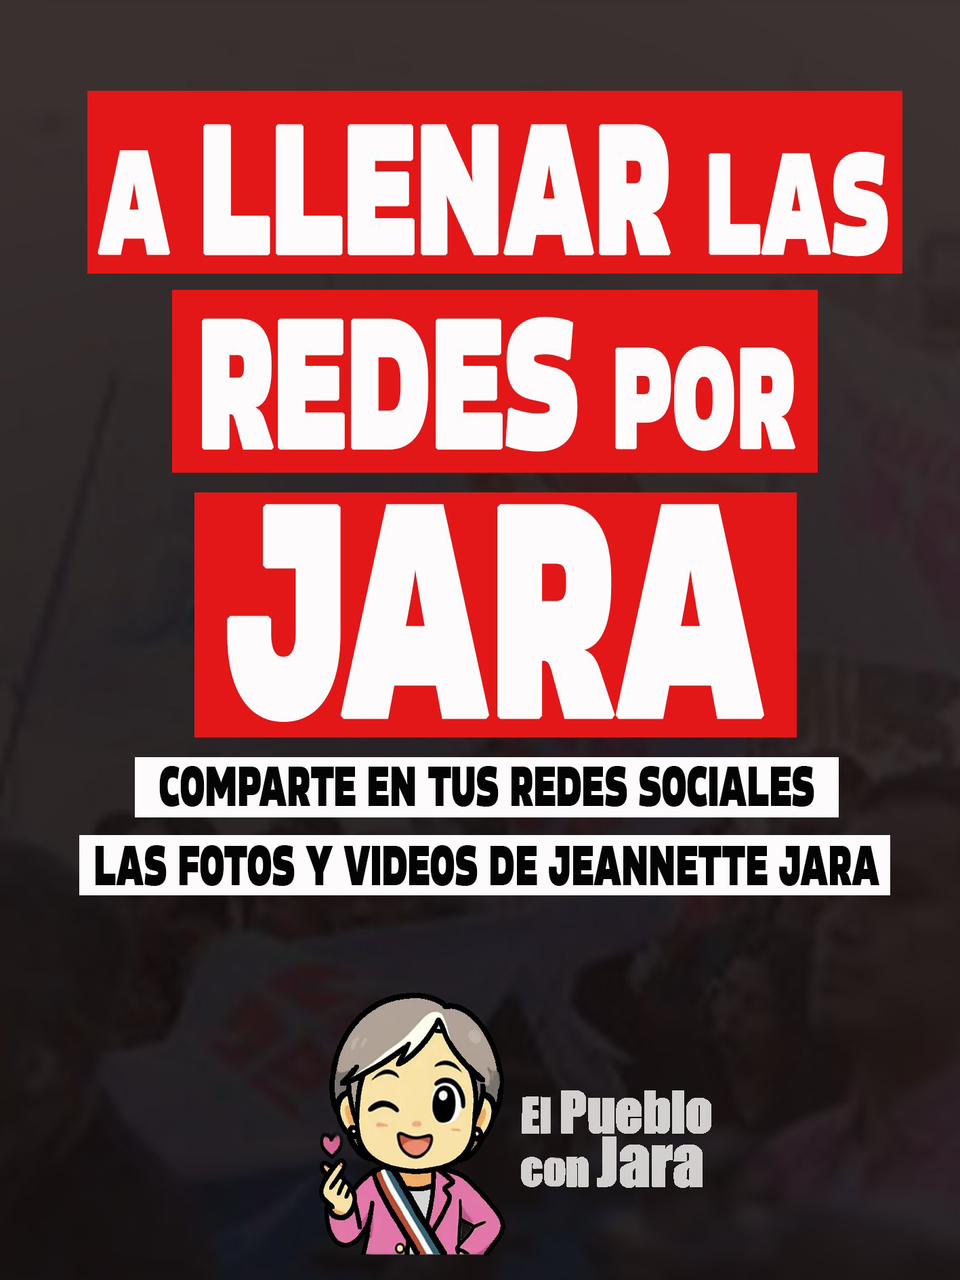 A LLENAR LAS
REDES POR
JARA
COMPARTE EN TUS REDES SOCIALES
LAS FOTOS Y VIDEOS DE JEANNETTE JARA
El Pueblo
con Jara